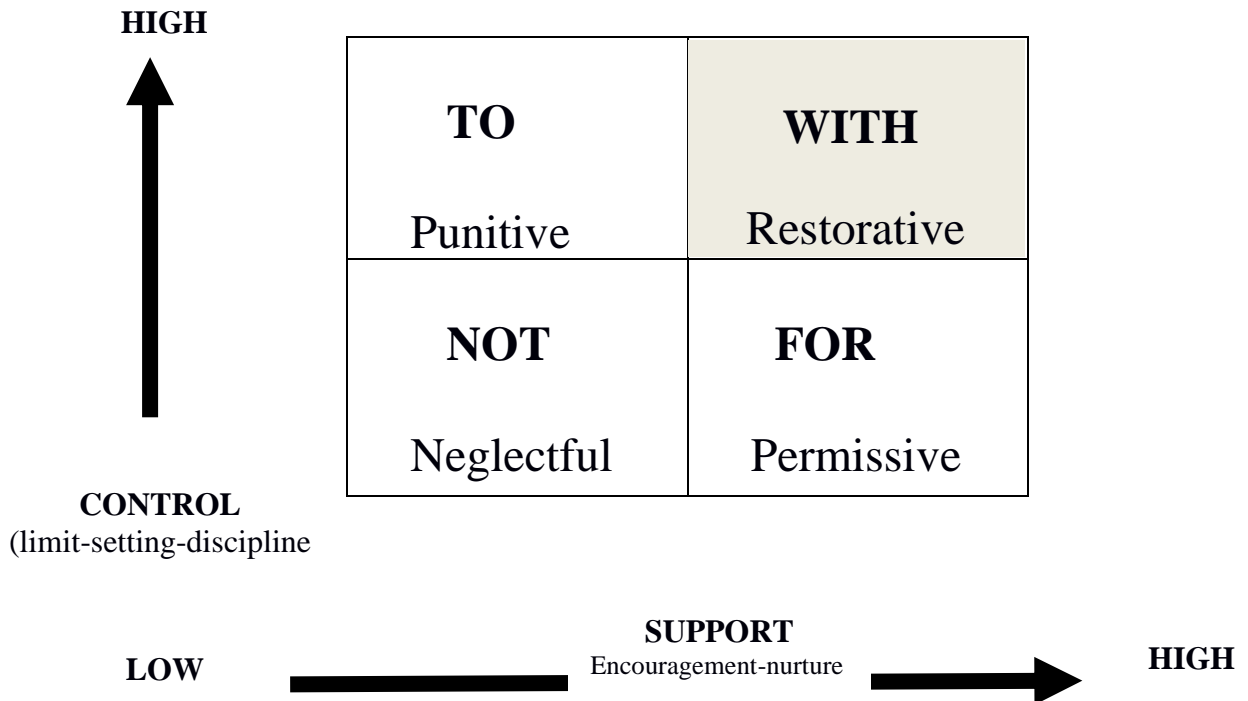 HIGH
TO
WITH
Punitive
Restorative
NOT
FOR
Neglectful
Permissive
CONTROL
(limit-setting-discipline
SUPPORT
Encouragement-nurture
LOW
HIGH